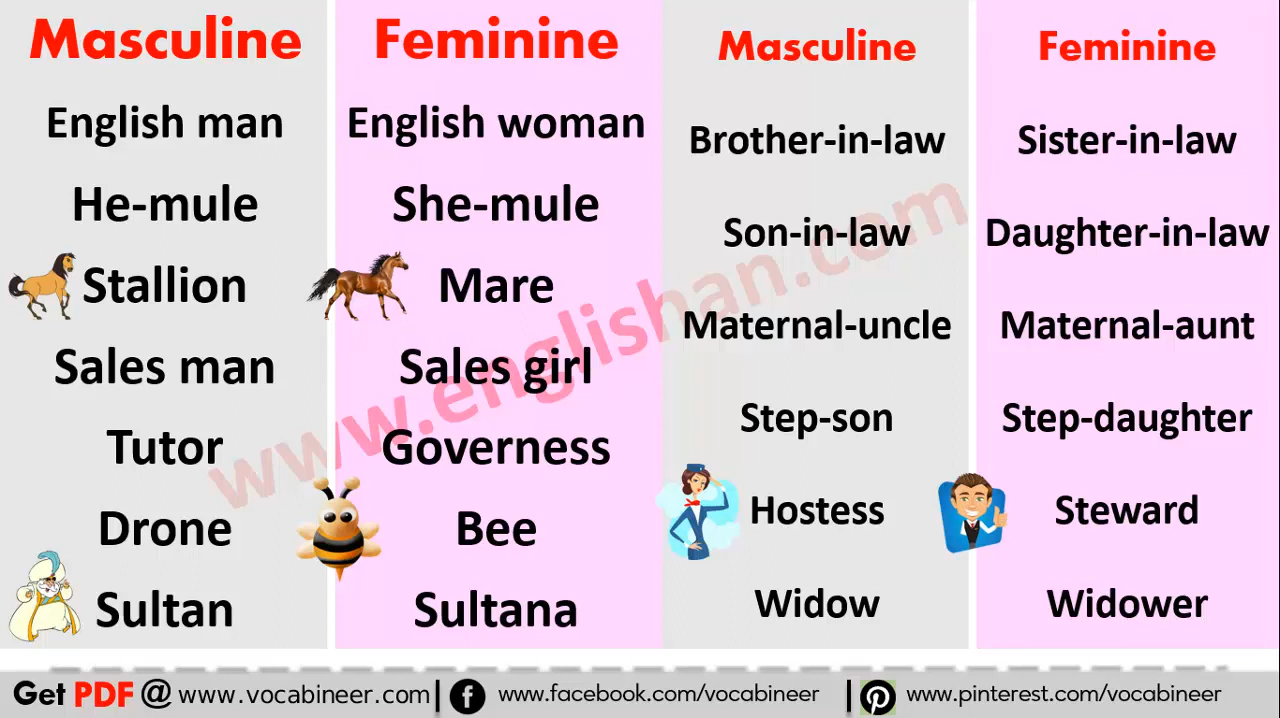 Masculine Feminine Masculine Feminine
English man English woman
Brother-in-law Sister-in-law
He-mule She-mule
Son-in-law Daughter-in-law
Stallion Mare
Maternal-uncle Maternal-aunt
Sales man Sales girl
Step-son Step-daughter
Tutor Governess
Hostess Steward
Drone Bee
Widow Widower
Sultan Sultana
www.englishan.com
Get PDF @ www.vocabineer.com| www.facebook.com/vocabineer | www.pinterest.com/vocabineer